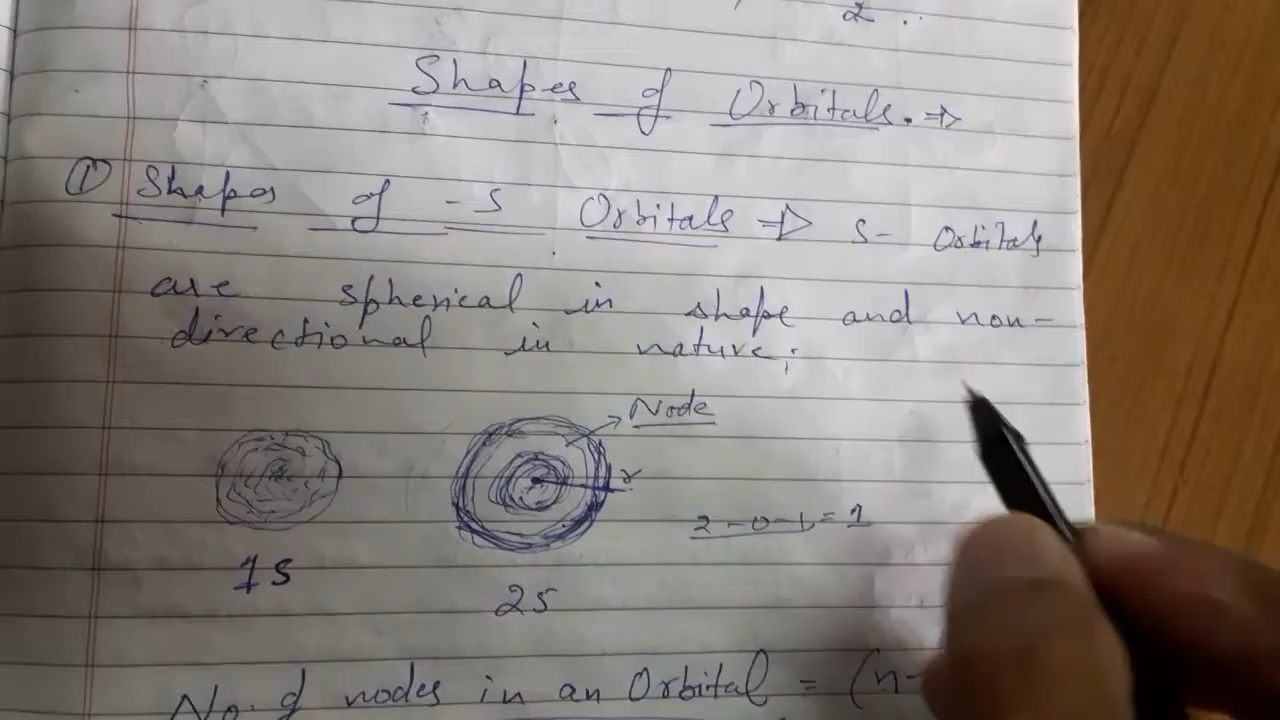 2 ..
Shapes of Orbitals. ⇒
① Shapes of -s Orbitals ⇒ s- Orbitals
are spherical in shape and non-
directional in nature;
Node
r
2-0-1=1
1s
2s
No. of nodes in an Orbital = (n-